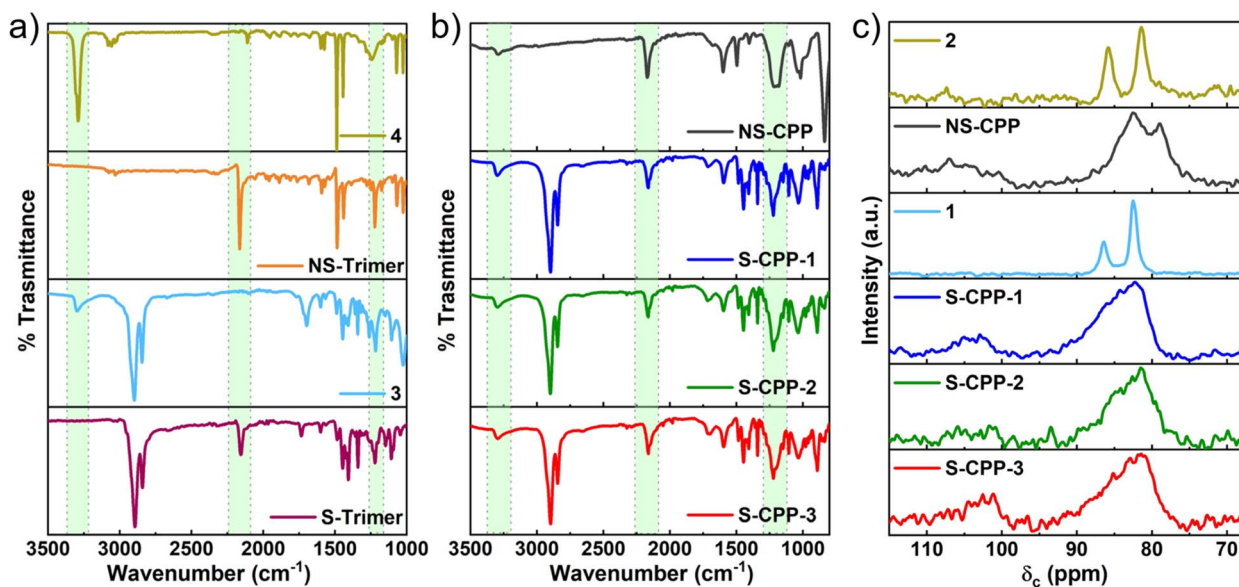 a)
% Trasmittance
4
NS-Trimer
3
S-Trimer
3500 3000 2500 2000 1500 1000
Wavenumber (cm⁻¹)
b)
% Trasmittance
NS-CPP
S-CPP-1
S-CPP-2
S-CPP-3
3500 3000 2500 2000 1500 1000
Wavenumber (cm⁻¹)
c)
Intensity (a.u.)
2
NS-CPP
1
S-CPP-1
S-CPP-2
S-CPP-3
110 100 90 80 70
δc (ppm)